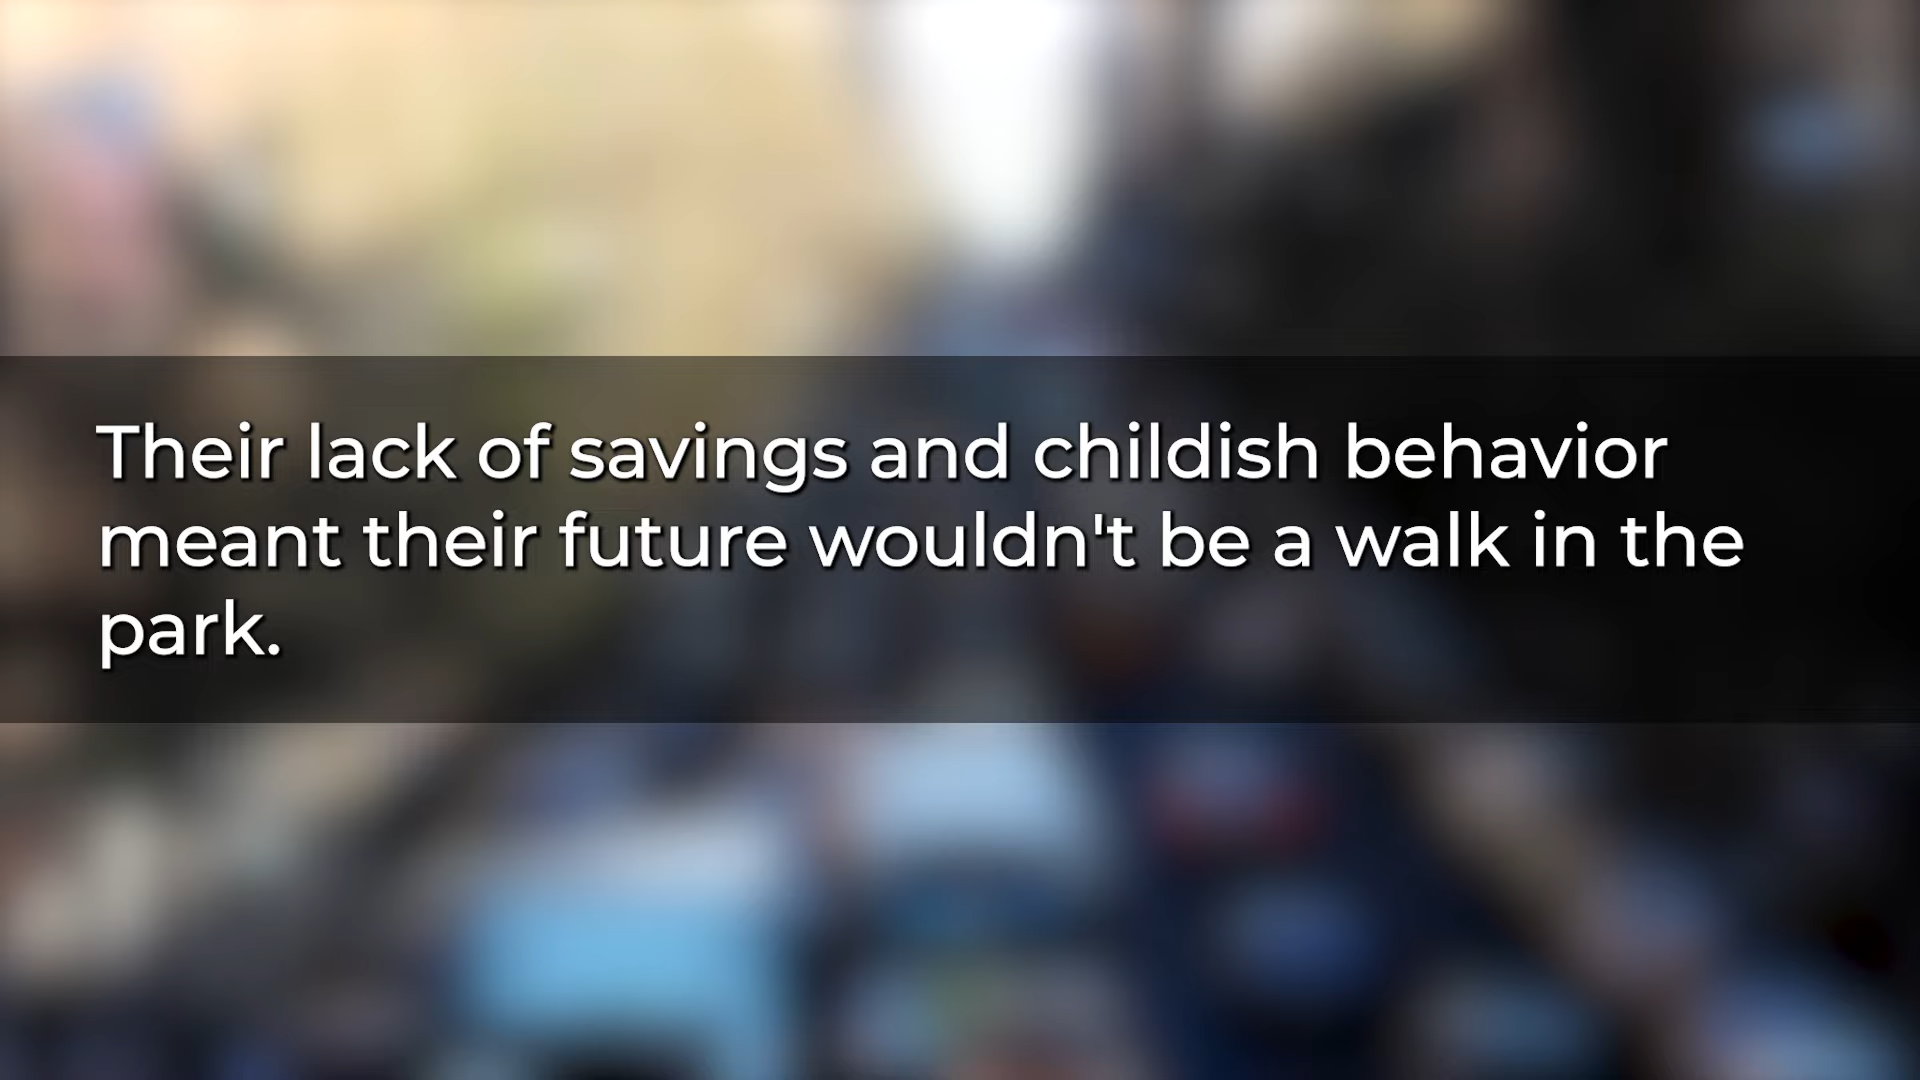 Their lack of savings and childish behavior
meant their future wouldn't be a walk in the
park.